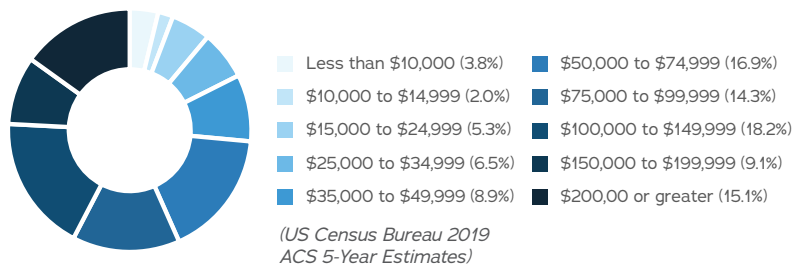 Less than $10,000 (3.8%)
$10,000 to $14,999 (2.0%)
$15,000 to $24,999 (5.3%)
$25,000 to $34,999 (6.5%)
$35,000 to $49,999 (8.9%)
$50,000 to $74,999 (16.9%)
$75,000 to $99,999 (14.3%)
$100,000 to $149,999 (18.2%)
$150,000 to $199,999 (9.1%)
$200,00 or greater (15.1%)
(US Census Bureau 2019
ACS 5-Year Estimates)